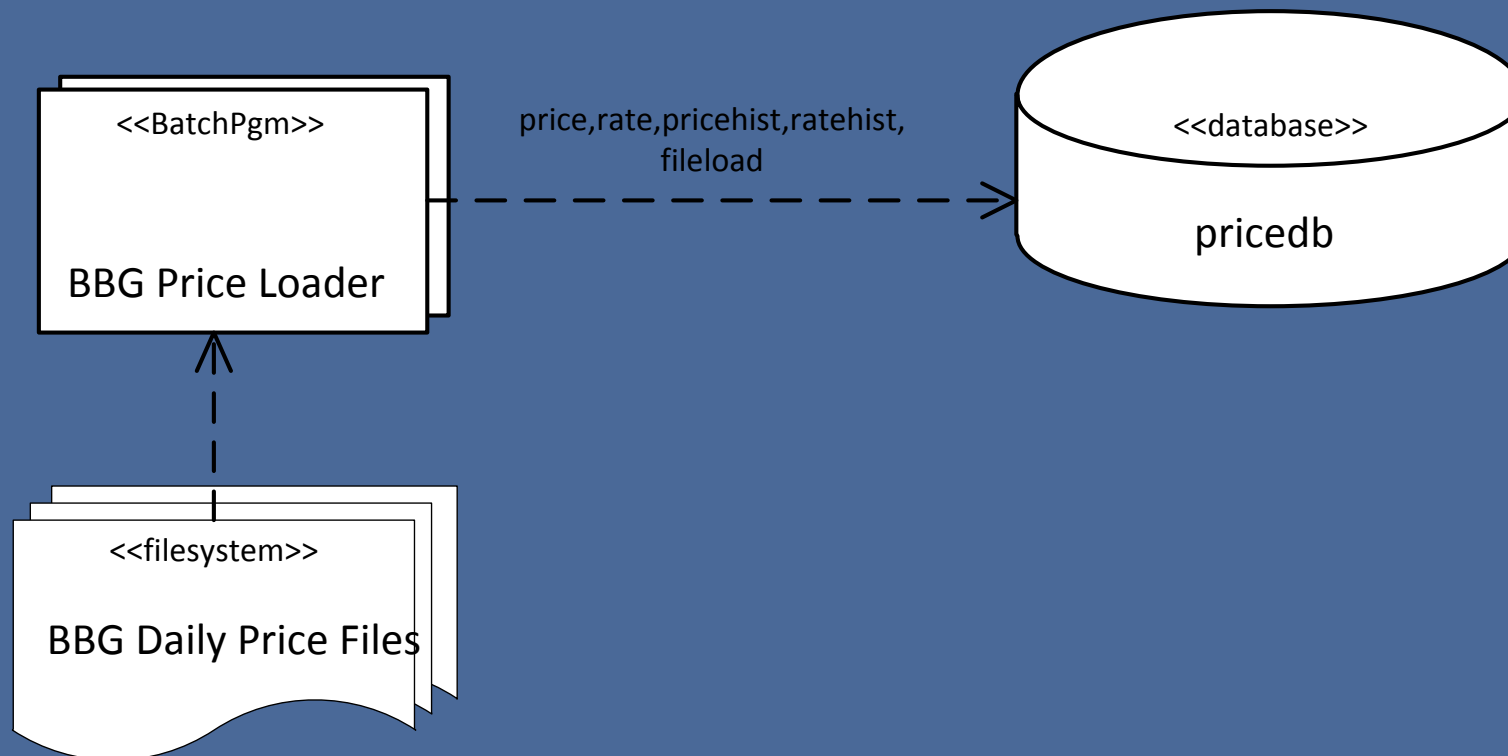 <<BatchPgm>>
BBG Price Loader
price,rate,pricehist,ratehist,
fileload
<<database>>
pricedb
<<filesystem>>
BBG Daily Price Files